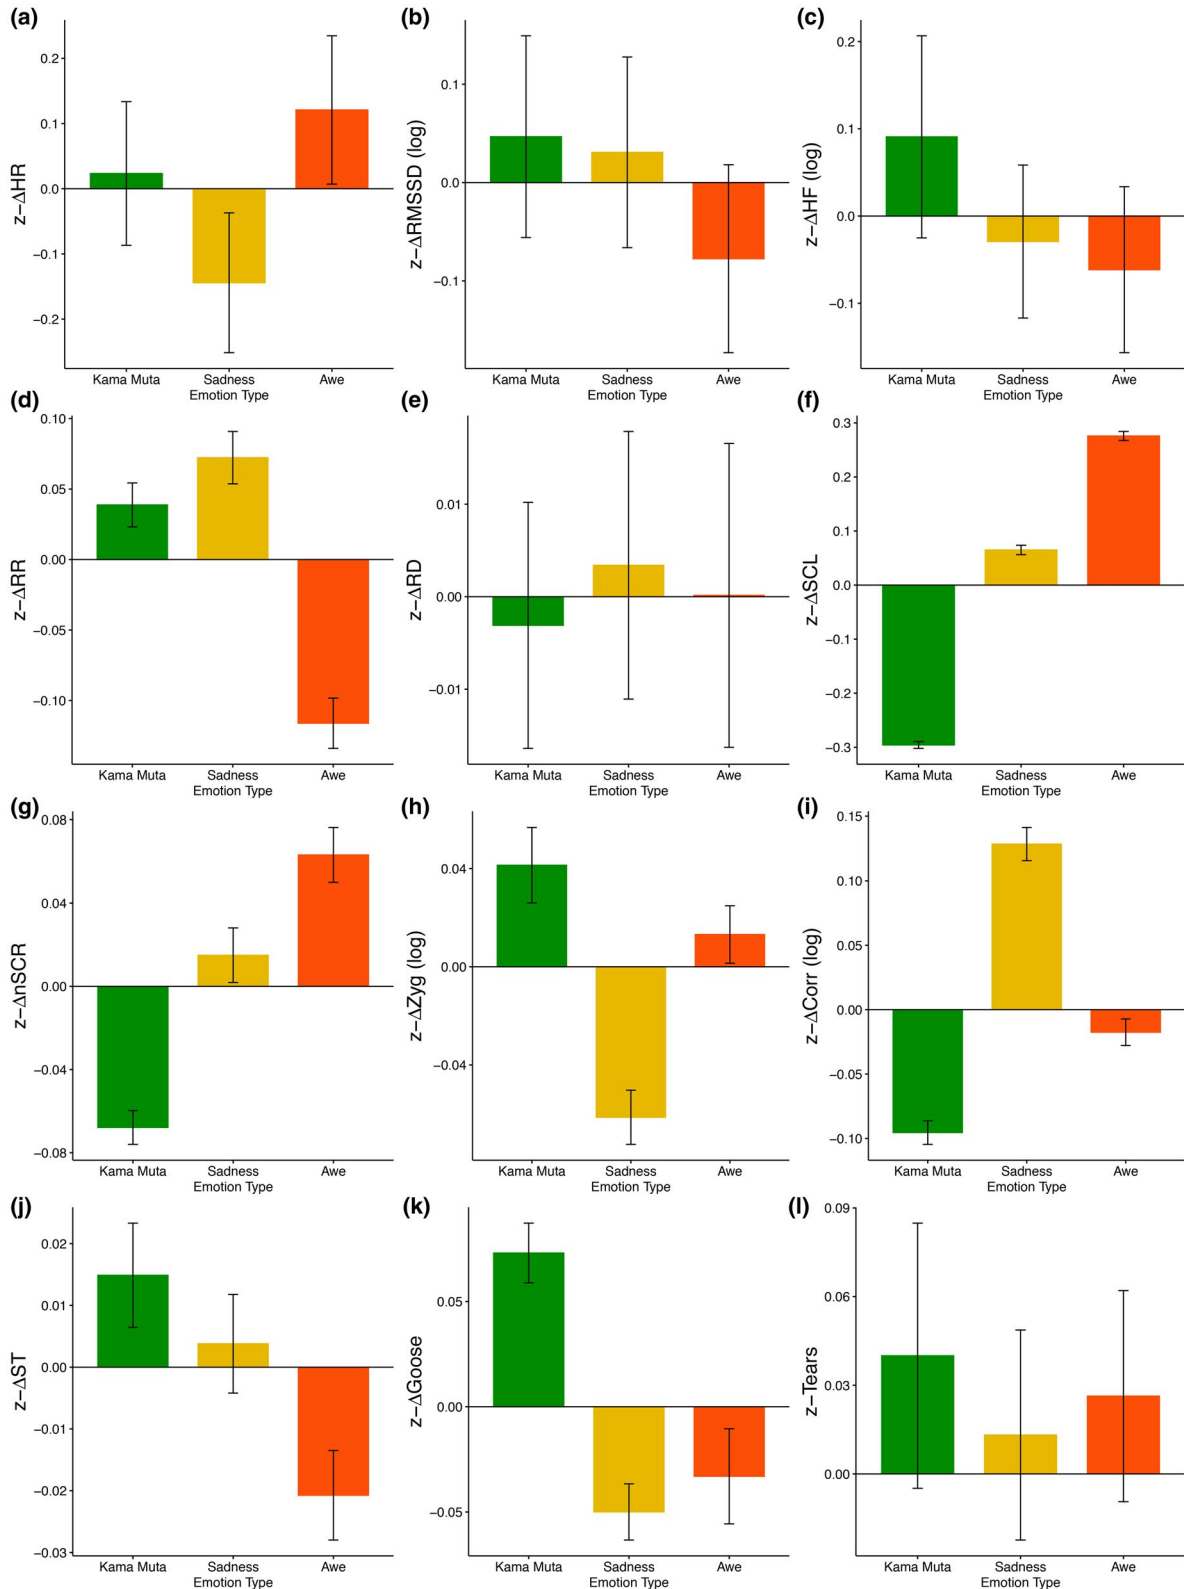 (a)
z−ΔHR
0.2
0.1
0.0
−0.1
−0.2
Kama Muta Sadness Awe
Emotion Type
(b)
z−ΔRMSSD (log)
0.1
0.0
−0.1
Kama Muta Sadness Awe
Emotion Type
(c)
z−ΔHF (log)
0.2
0.1
0.0
−0.1
Kama Muta Sadness Awe
Emotion Type
(d)
z−ΔRR
0.10
0.05
0.00
−0.05
−0.10
Kama Muta Sadness Awe
Emotion Type
(e)
z−ΔRD
0.01
0.00
−0.01
Kama Muta Sadness Awe
Emotion Type
(f)
z−ΔSCL
0.3
0.2
0.1
0.0
−0.1
−0.2
−0.3
Kama Muta Sadness Awe
Emotion Type
(g)
z−ΔnSCR
0.08
0.04
0.00
−0.04
−0.08
Kama Muta Sadness Awe
Emotion Type
(h)
z−ΔZyg (log)
0.04
0.00
−0.04
Kama Muta Sadness Awe
Emotion Type
(i)
z−ΔCorr (log)
0.15
0.10
0.05
0.00
−0.05
−0.10
Kama Muta Sadness Awe
Emotion Type
(j)
z−ΔST
0.02
0.01
0.00
−0.01
−0.02
−0.03
Kama Muta Sadness Awe
Emotion Type
(k)
z−ΔGoose
0.05
0.00
−0.05
Kama Muta Sadness Awe
Emotion Type
(l)
z−Tears
0.09
0.06
0.03
0.00
Kama Muta Sadness Awe
Emotion Type